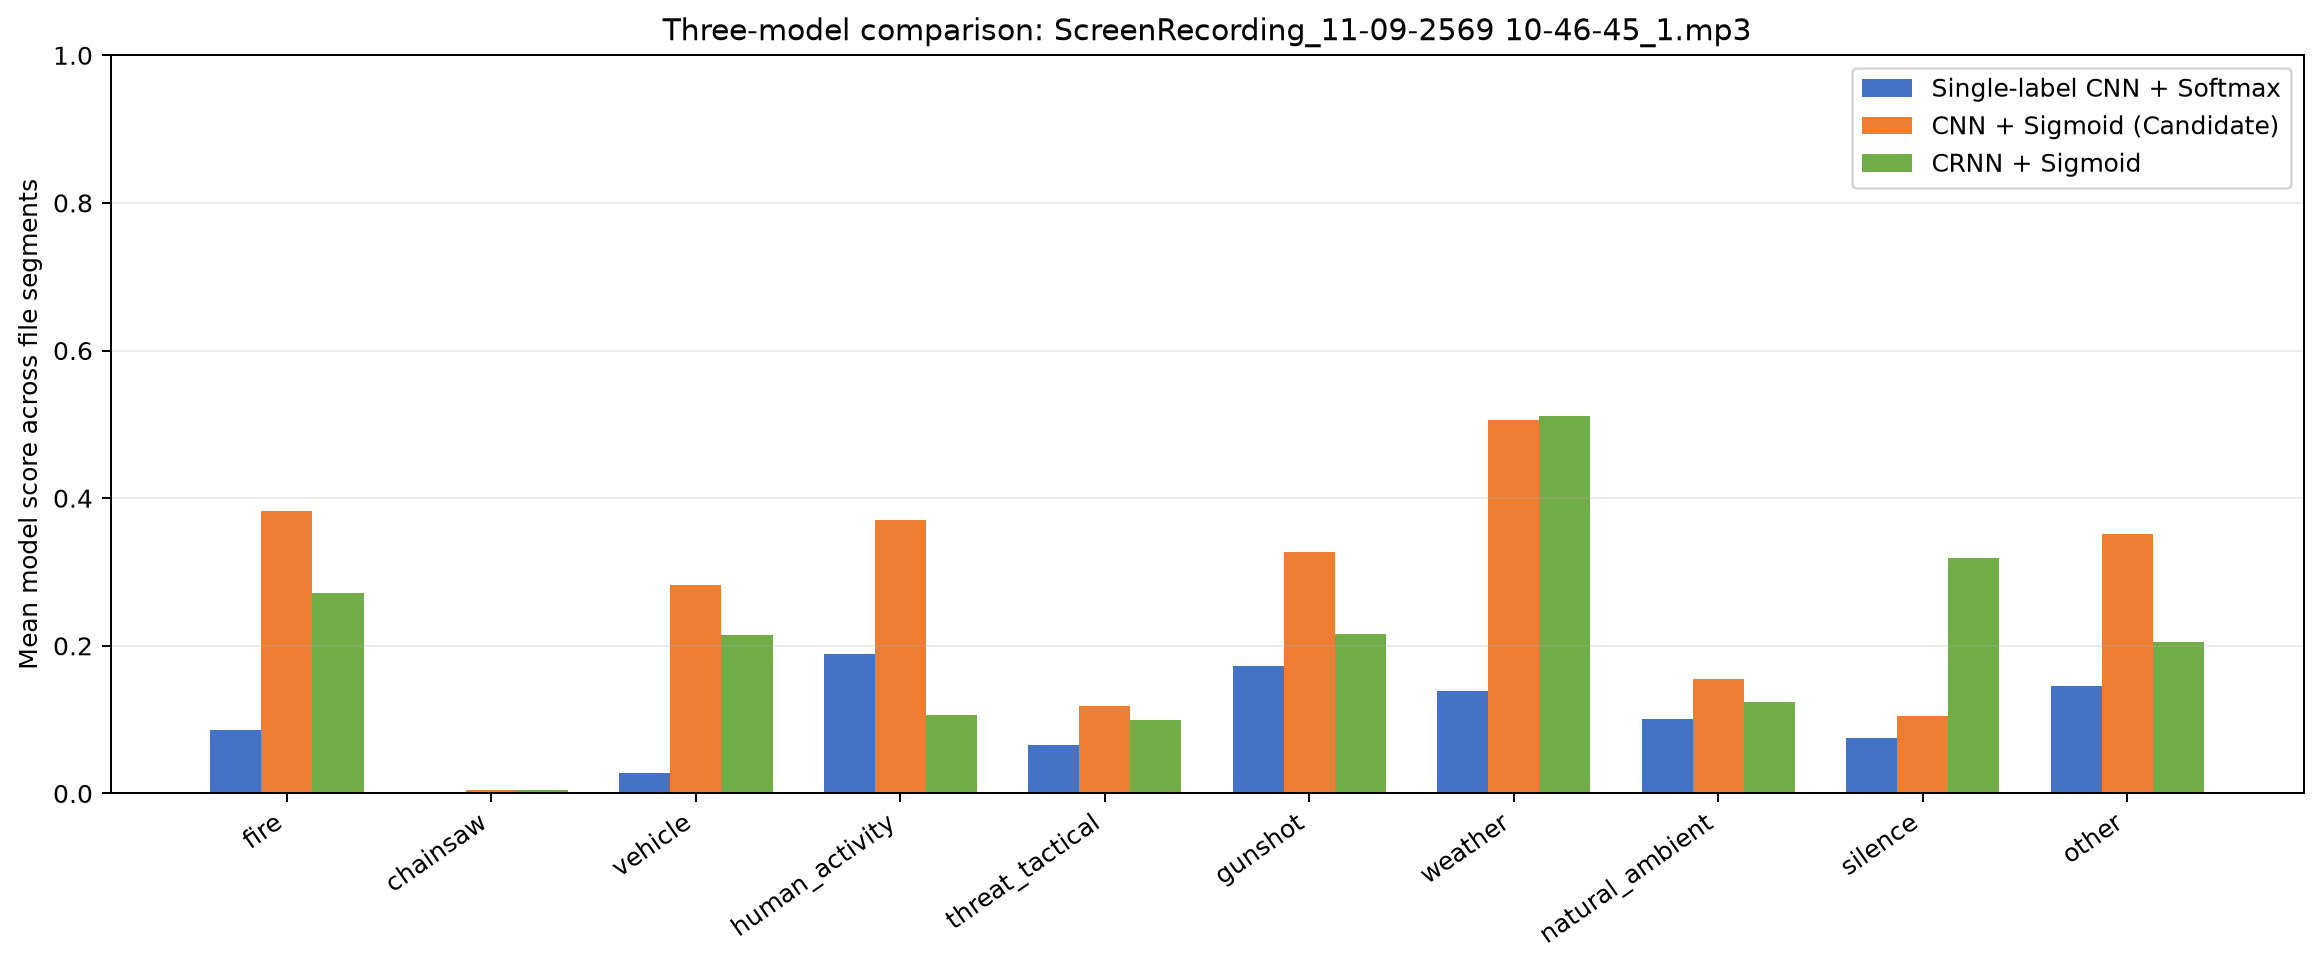 Three-model comparison: ScreenRecording_11-09-2569 10-46-45_1.mp3
Single-label CNN + Softmax
CNN + Sigmoid (Candidate)
CRNN + Sigmoid
Mean model score across file segments
1.0
0.8
0.6
0.4
0.2
0.0
fire
chainsaw
vehicle
human_activity
threat_tactical
gunshot
weather
natural_ambient
silence
other